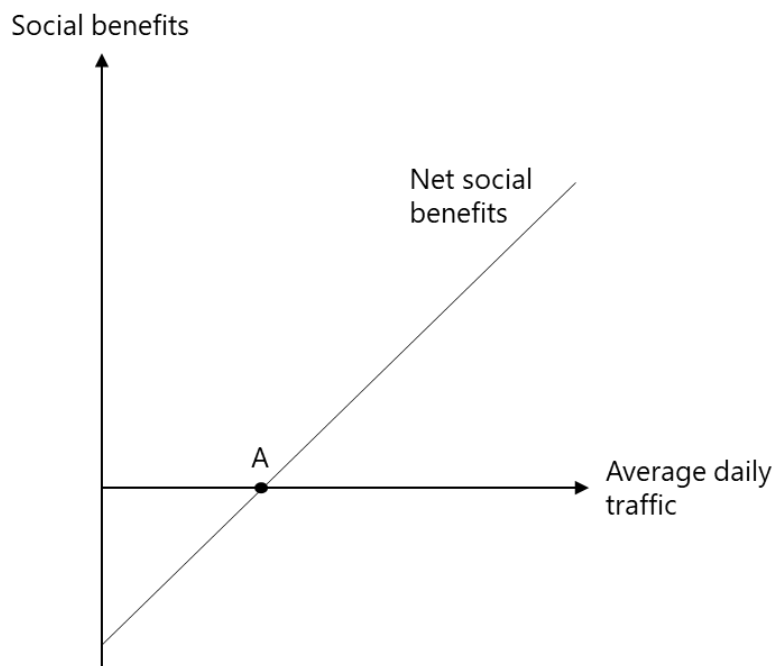 Social benefits
Net social
benefits
A
Average daily
traffic